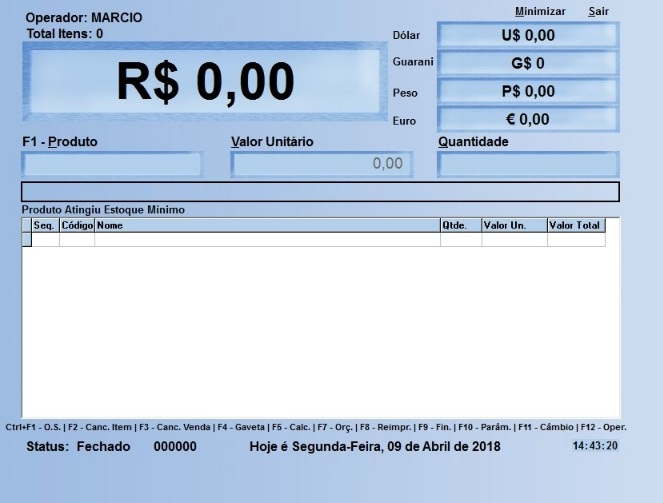 Operador: MARCIO
Minimizar Sair
Total Itens: 0
R$ 0,00
Dólar U$ 0,00
Guarani G$ 0
Peso P$ 0,00
Euro € 0,00
F1 - Produto Valor Unitário Quantidade
0,00
Produto Atingiu Estoque Mínimo
Seq. Código Nome Qtde. Valor Un. Valor Total
Ctrl+F1 - O.S. | F2 - Canc. Item | F3 - Canc. Venda | F4 - Gaveta | F5 - Calc. | F7 - Orç. | F8 - Reimpr. | F9 - Fin. | F10 - Parâm. | F11 - Câmbio | F12 - Oper.
Status: Fechado 000000 Hoje é Segunda-Feira, 09 de Abril de 2018 14:43:20